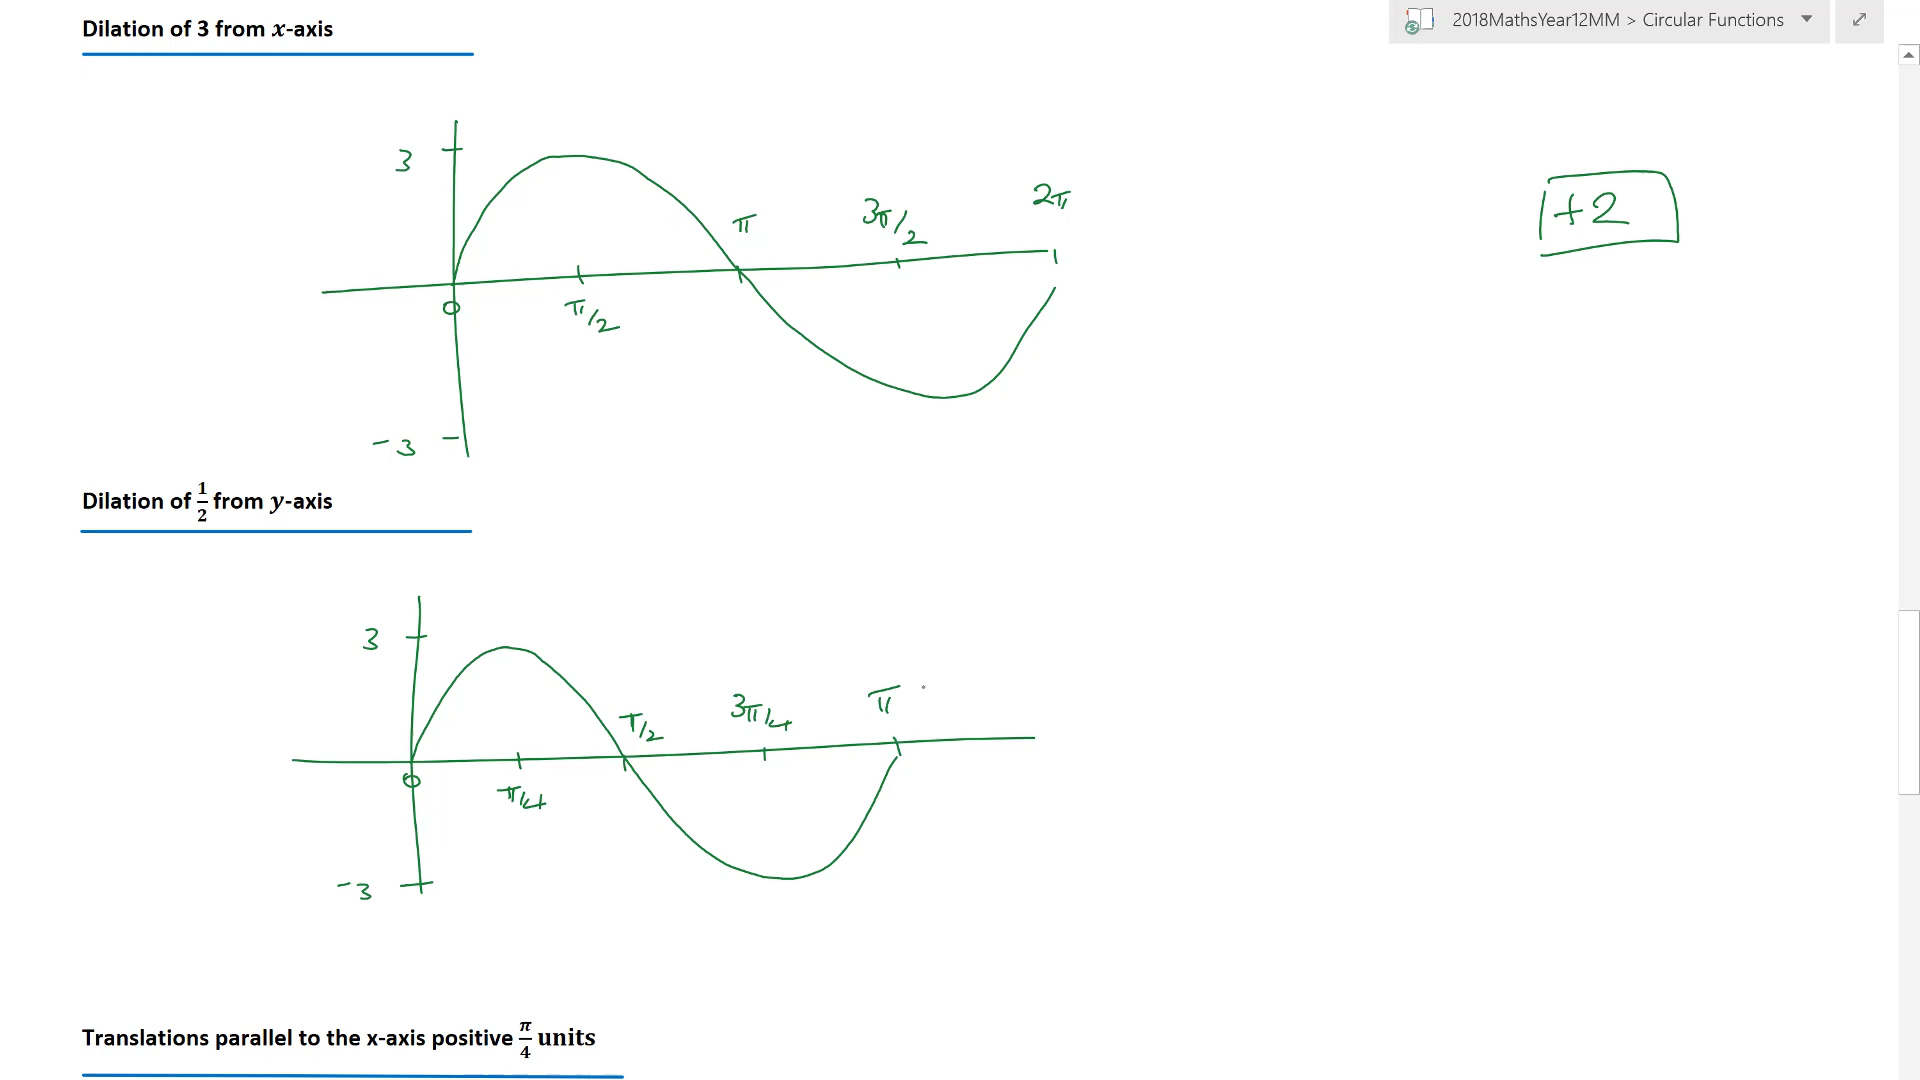 Dilation of 3 from x-axis
2018MathsYear12MM > Circular Functions
3
π
3π/2
2π
+2
0
π/2
-3
Dilation of 1/2 from y-axis
3
π/2
3π/4
π
0
π/4
-3
Translations parallel to the x-axis positive π/4 units